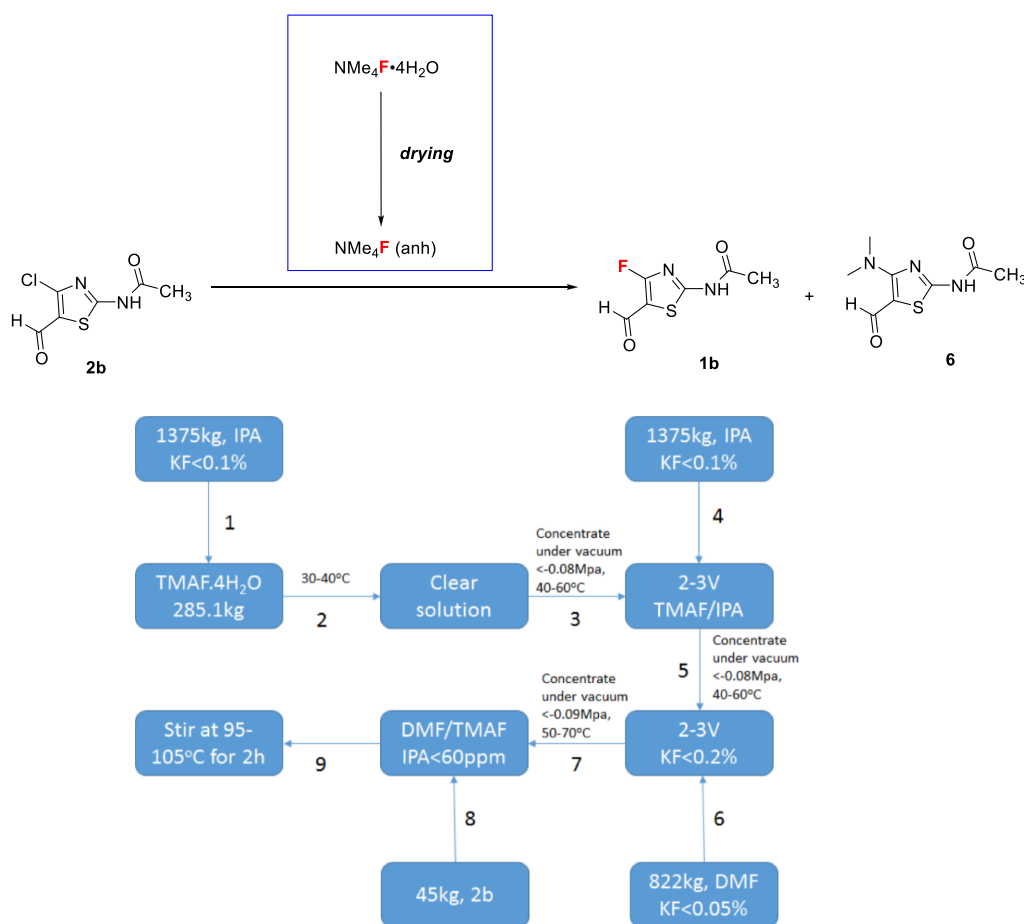 NMe4F•4H2O
drying
NMe4F (anh)
Cl
N
O
NH
CH3
S
H
O
2b
F
N
O
NH
CH3
S
H
O
1b
+
N
N
O
NH
CH3
S
H
O
6
1375kg, IPA
KF<0.1%
1
TMAF.4H2O
285.1kg
30-40°C
2
Clear
solution
Concentrate
under vacuum
<-0.08Mpa,
40-60°C
3
1375kg, IPA
KF<0.1%
4
2-3V
TMAF/IPA
5
Concentrate
under vacuum
<-0.08Mpa,
40-60°C
2-3V
KF<0.2%
6
822kg, DMF
KF<0.05%
Concentrate
under vacuum
<-0.09Mpa,
50-70°C
7
DMF/TMAF
IPA<60ppm
8
45kg, 2b
9
Stir at 95-
105°C for 2h